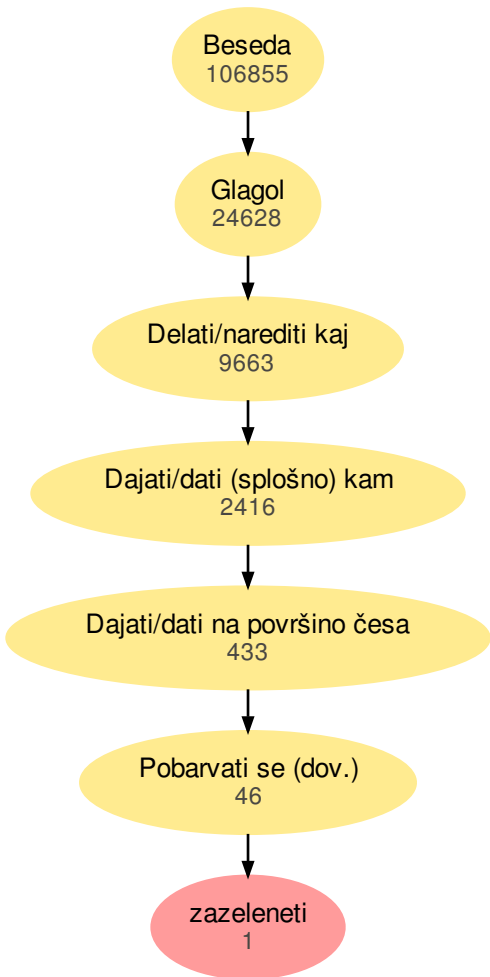 Beseda
106855
Glagol
24628
Delati/narediti kaj
9663
Dajati/dati (splošno) kam
2416
Dajati/dati na površino česa
433
Pobarvati se (dov.)
46
zazeleneti
1